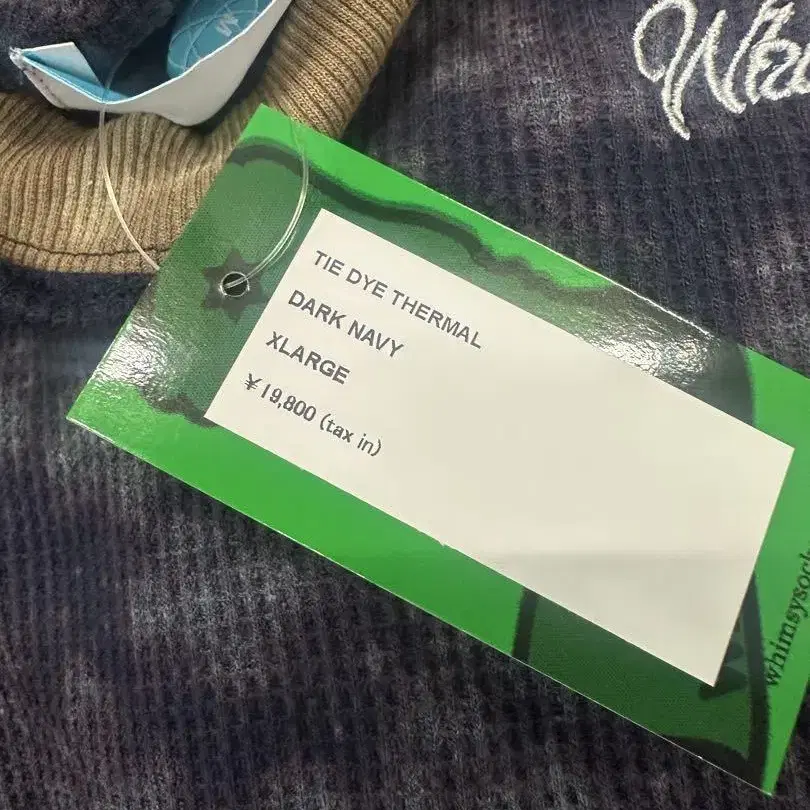 TIE DYE THERMAL
DARK NAVY
XLARGE
¥19,800 (tax in)